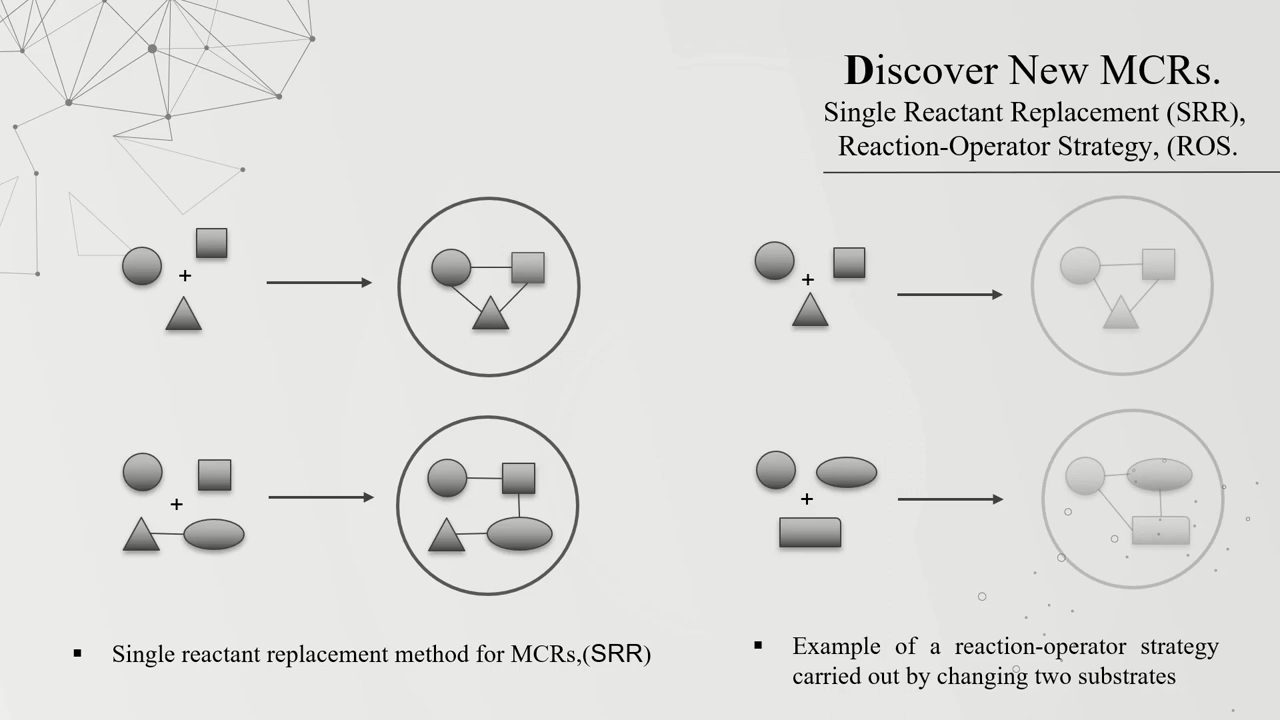 Discover New MCRs.
Single Reactant Replacement (SRR),
Reaction-Operator Strategy, (ROS.
+
+
+
+
▪ Single reactant replacement method for MCRs,(SRR)
▪ Example of a reaction-operator strategy
carried out by changing two substrates